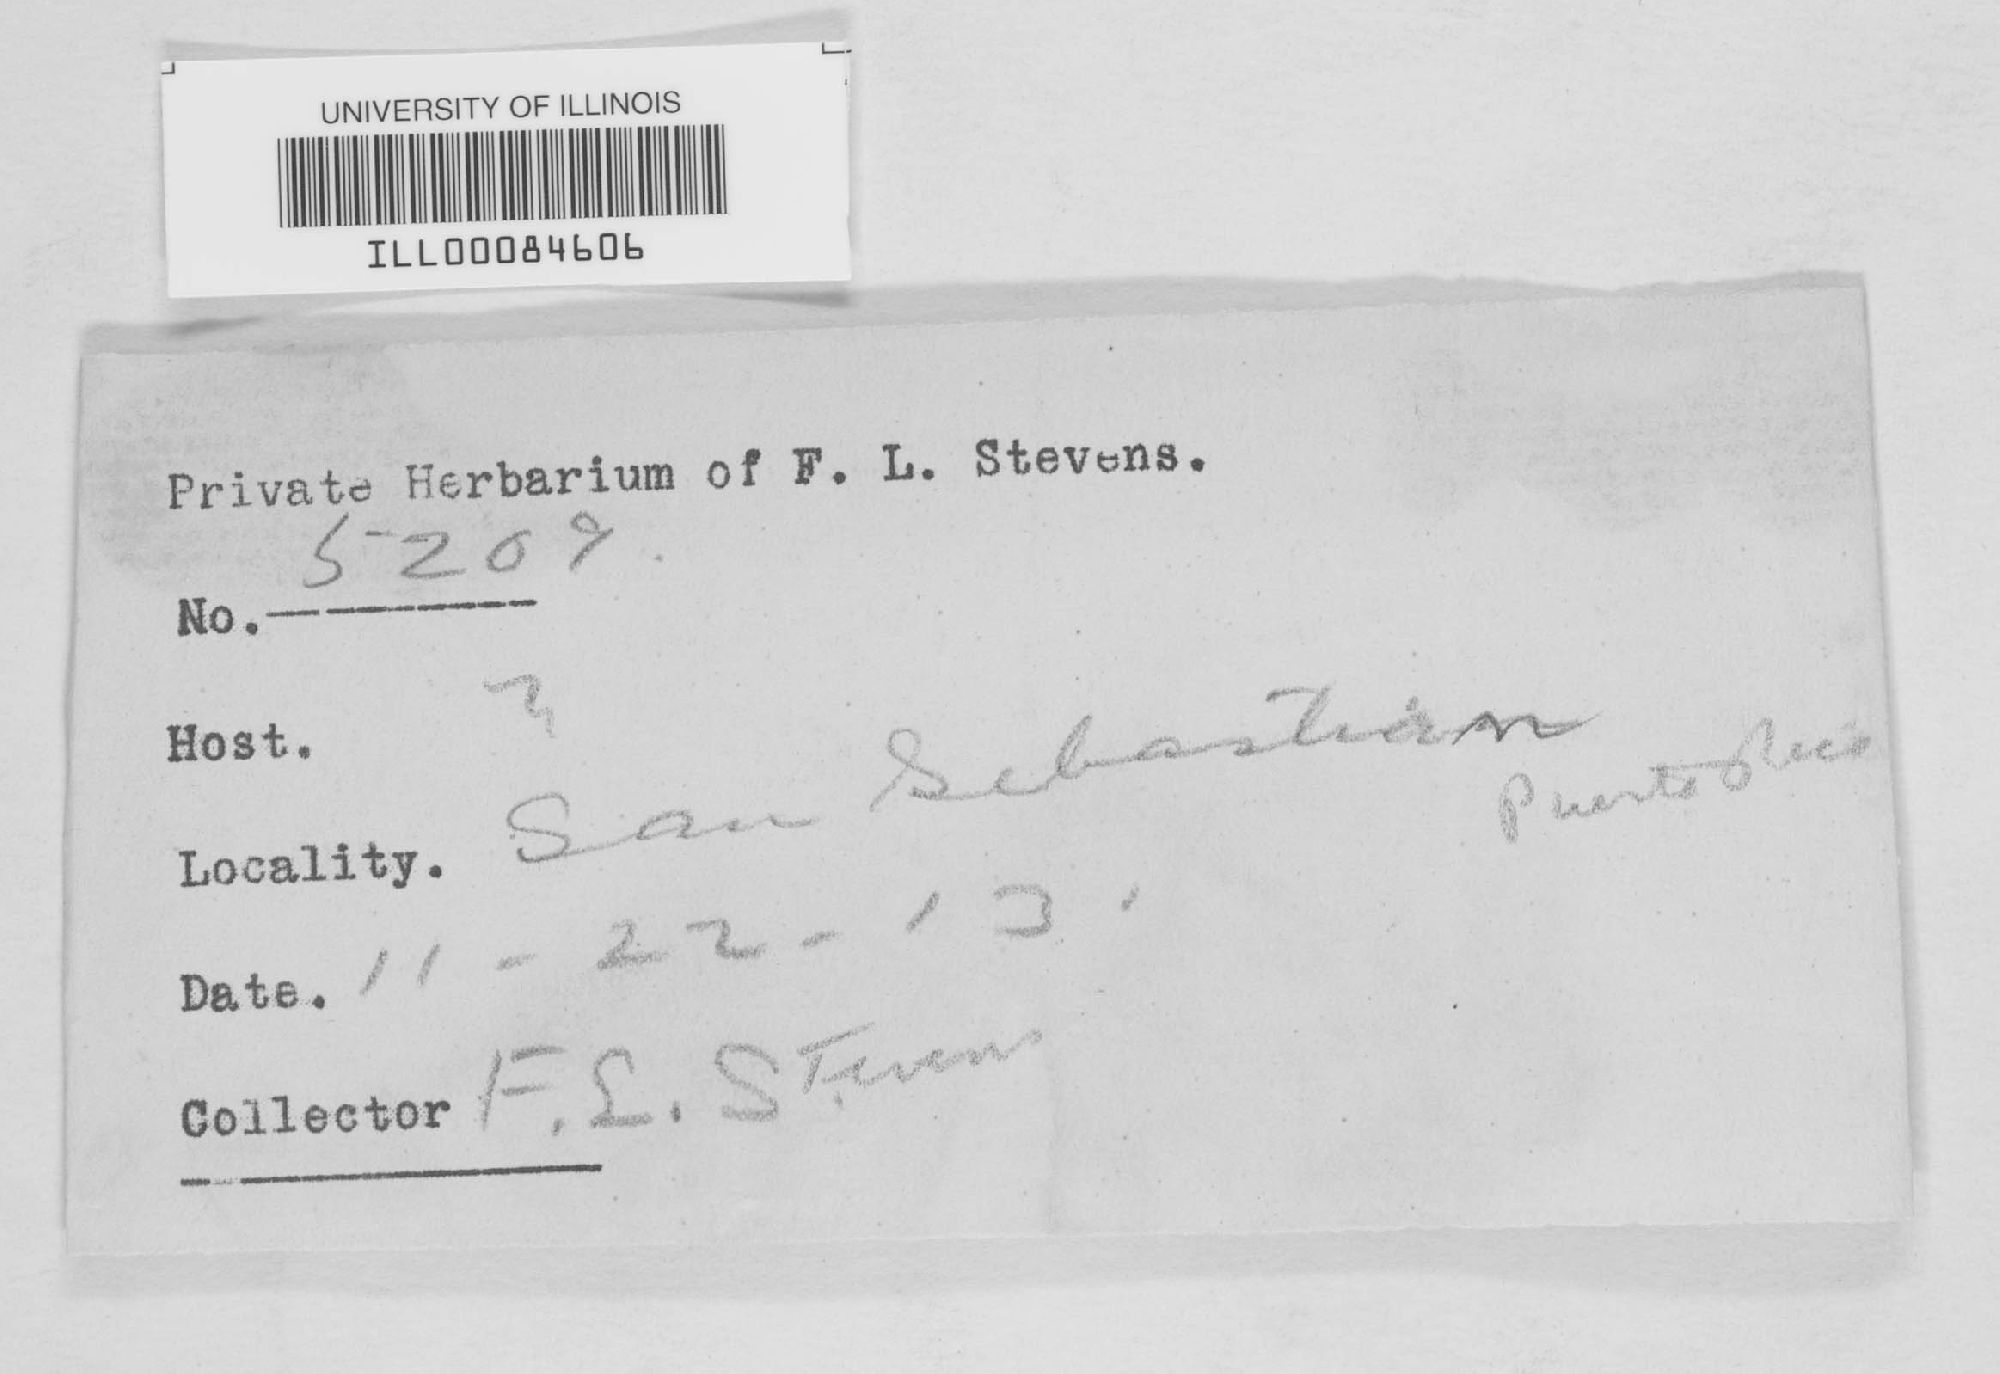 UNIVERSITY OF ILLINOIS
ILL00084606
Private Herbarium of F. L. Stevens.
No. 5209.
Host. ?
Locality. San Sebastian
Puerto Rico
Date. 11-22-13.
Collector F. L. Stevens